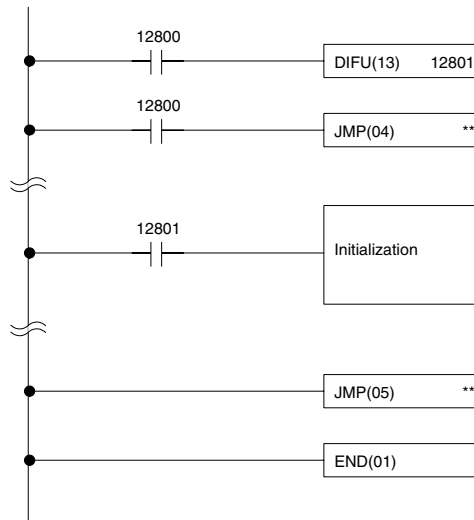 12800
DIFU(13) 12801
12800
JMP(04) **
12801
Initialization
JMP(05) **
END(01)